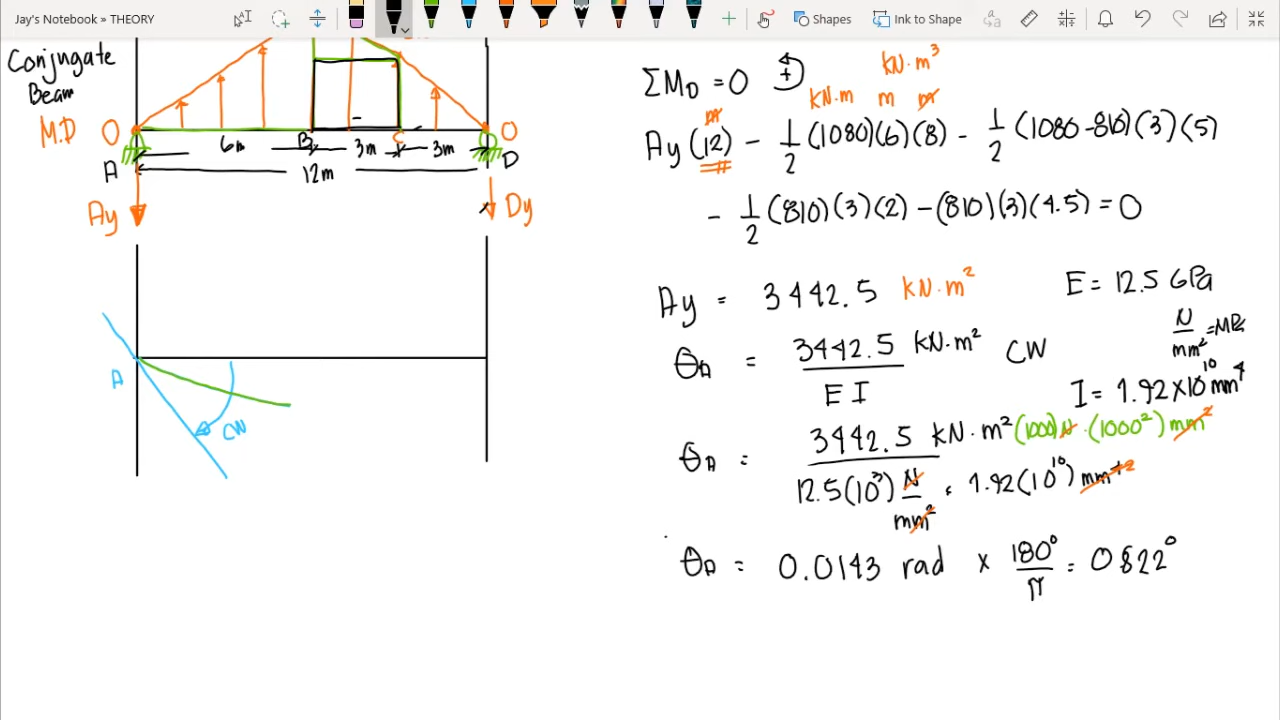 Jay's Notebook » THEORY
Shapes
Ink to Shape
Conjugate
Beam
M.D
0
0
6m
B
3m
C
3m
A
D
12m
Ay
Dy
A
CW
ΣM_D = 0 +
kN·m³
kN·m m m
m
Ay (12) - 1/2 (1080)(6)(8) - 1/2 (1080-810)(3)(5)
- 1/2 (810)(3)(2) - (810)(3)(4.5) = 0
Ay = 3442.5 kN·m²
E = 12.5 GPa
θA = 3442.5 kN·m² / EI CW
N/mm² = MPa
I = 1.92×10¹⁰ mm⁴
θA = 3442.5 kN·m² (1000)N·(1000²) mm² / 12.5(10³) N/mm² · 1.92(10¹⁰) mm⁴ 2
θA = 0.0143 rad × 180°/π = 0.822°